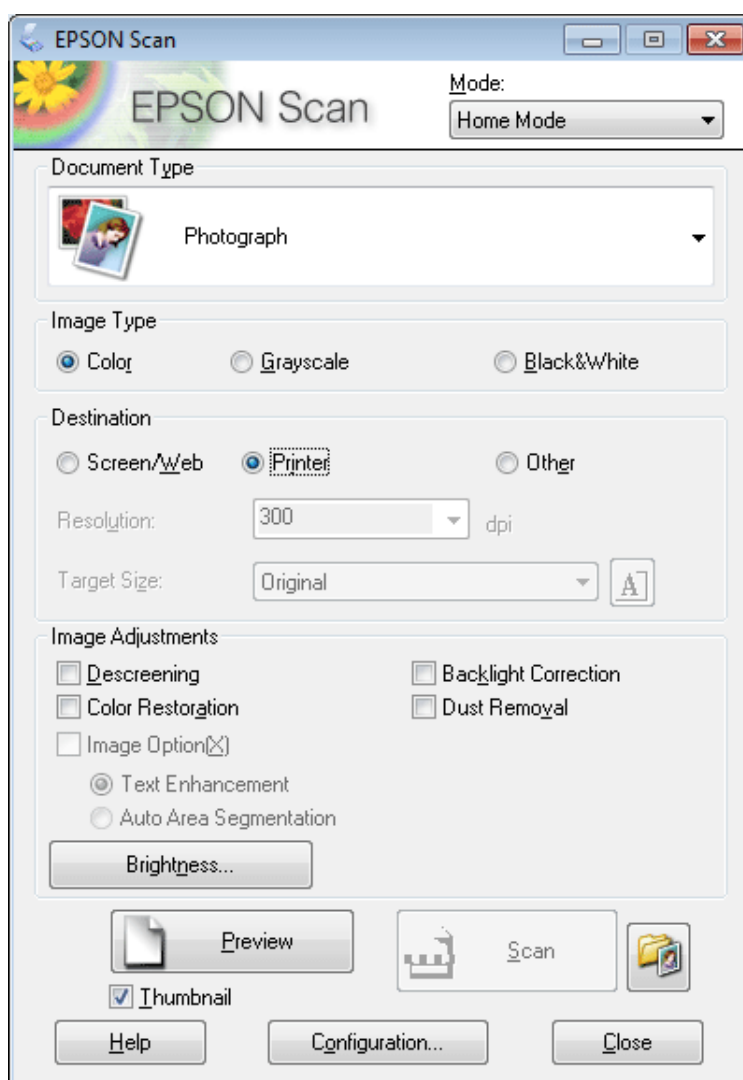 EPSON Scan
EPSON Scan
Mode:
Home Mode
Document Type
Photograph
Image Type
Color Grayscale Black&White
Destination
Screen/Web Printer Other
Resolution: 300 dpi
Target Size: Original A
Image Adjustments
Descreening Backlight Correction
Color Restoration Dust Removal
Image Option(X)
Text Enhancement
Auto Area Segmentation
Brightness...
Preview Scan
Thumbnail
Help Configuration... Close